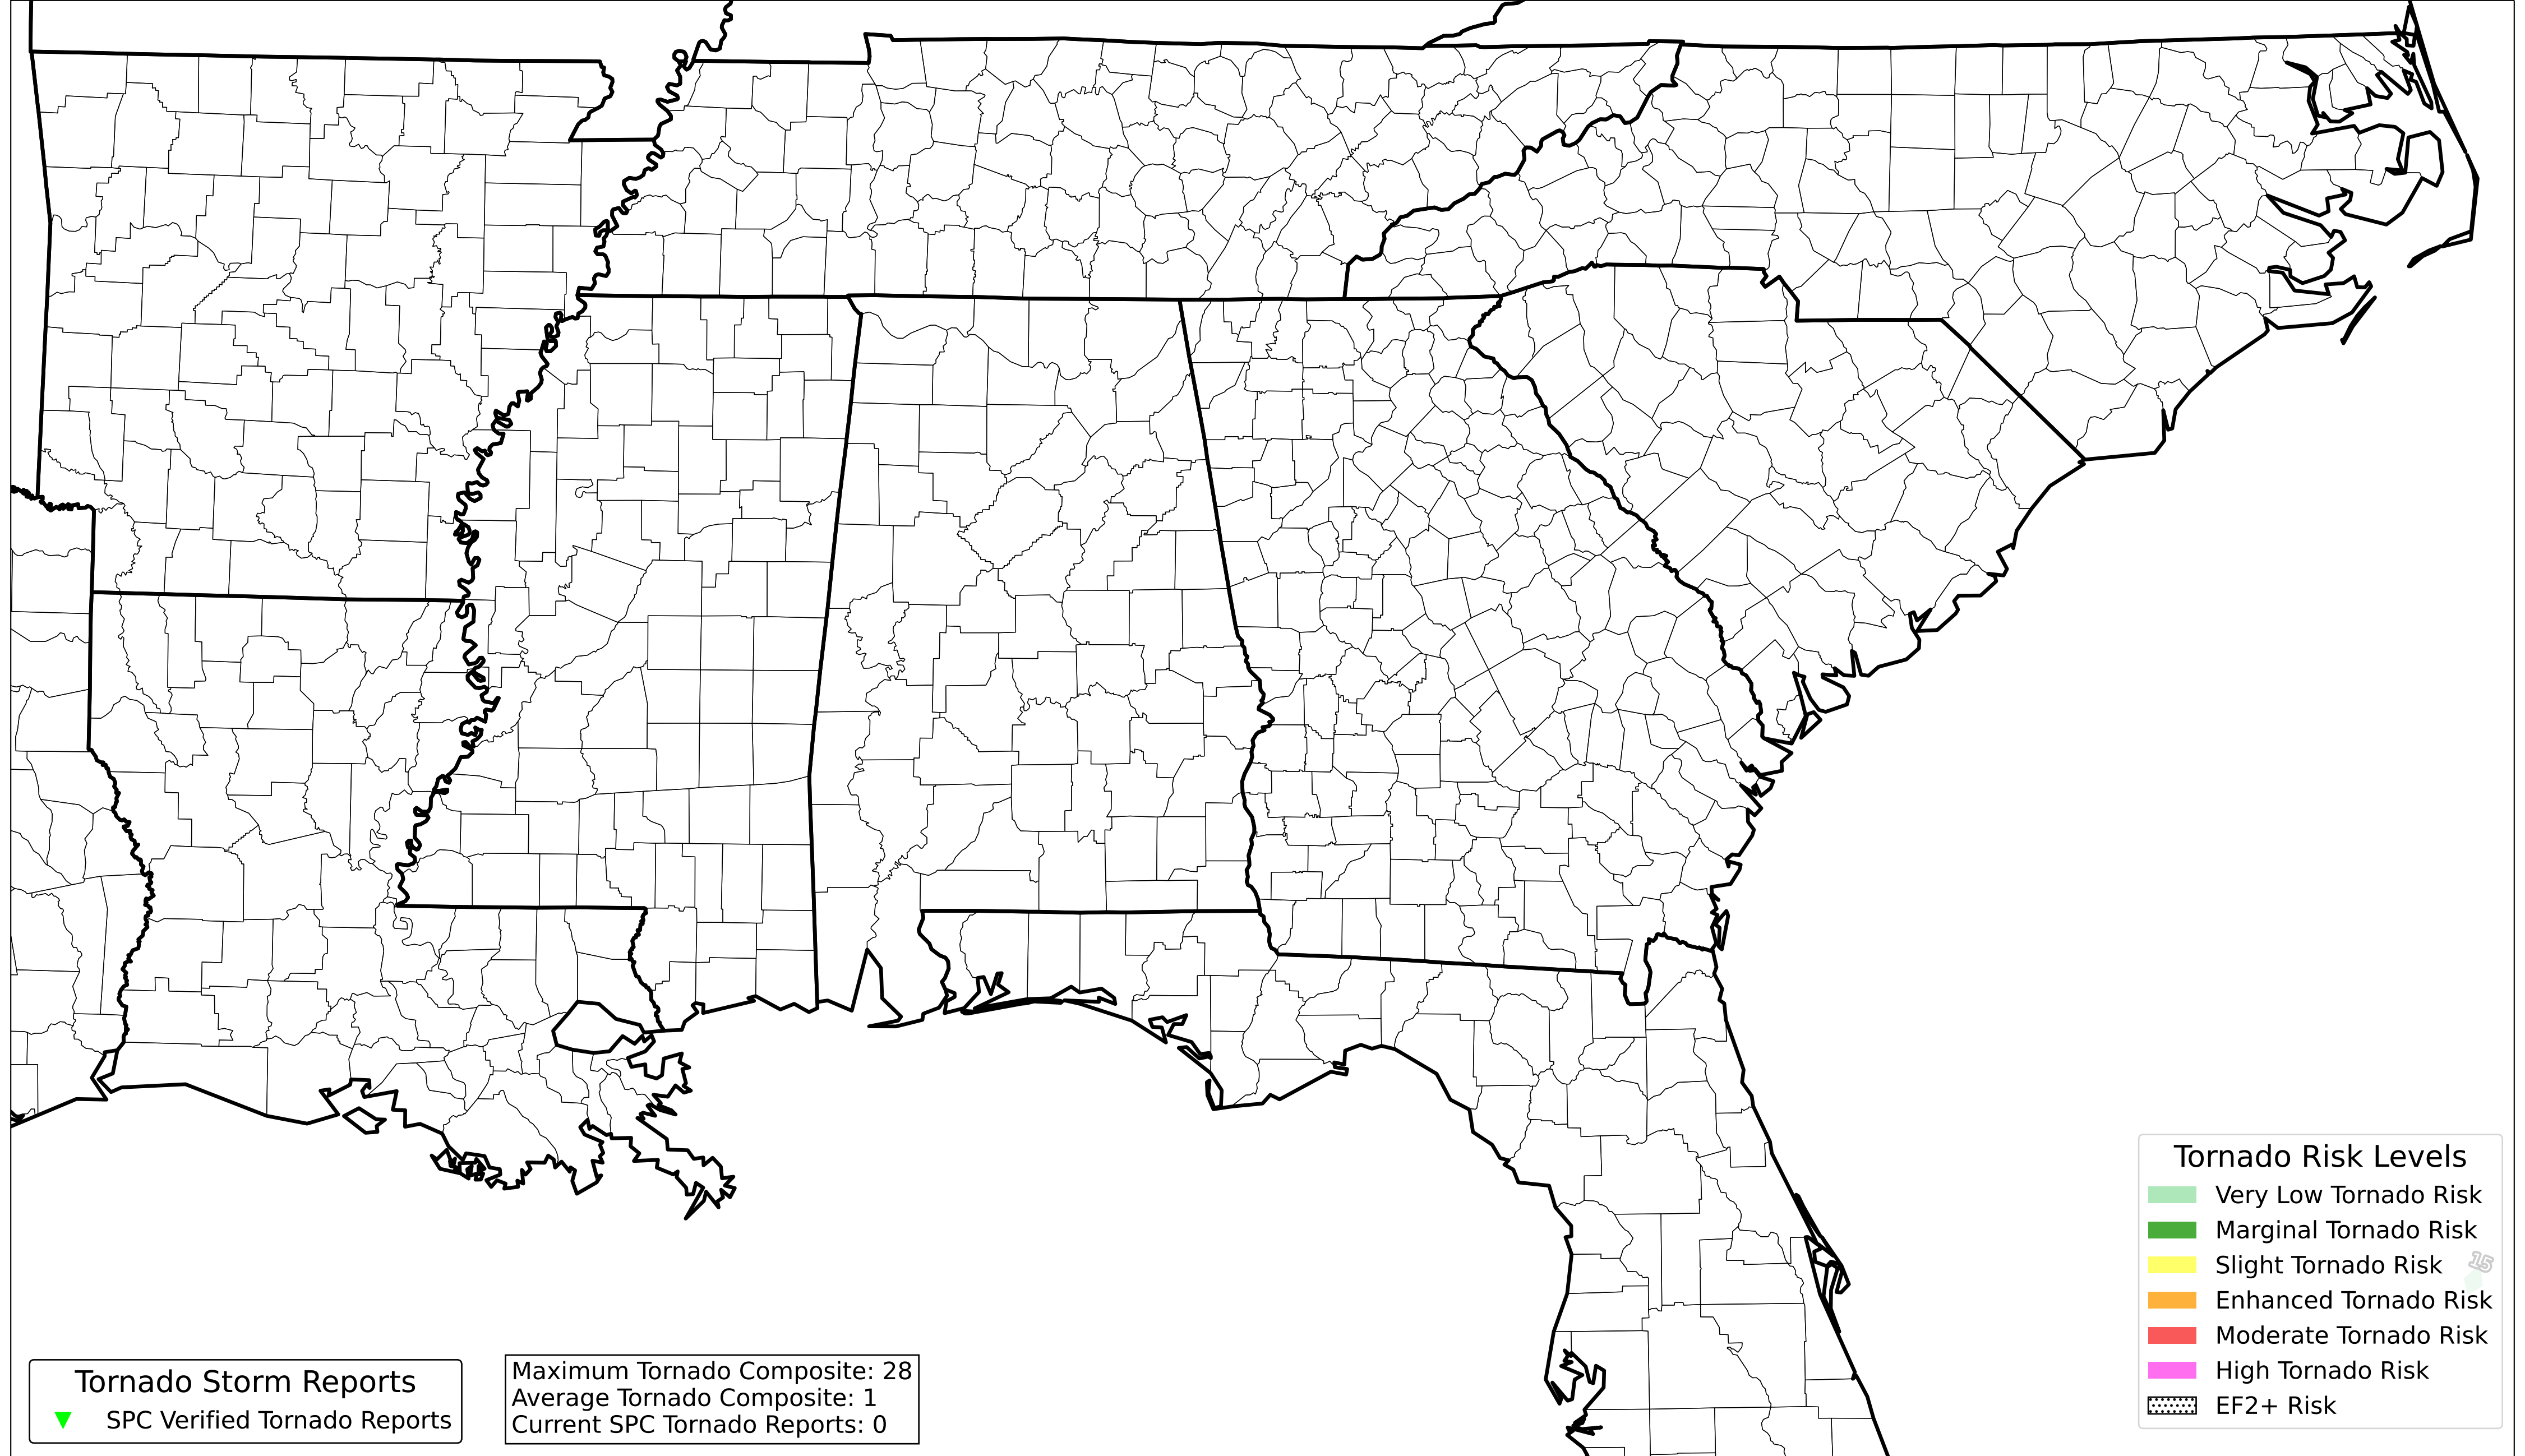 15
Tornado Risk Levels
Very Low Tornado Risk
Marginal Tornado Risk
Slight Tornado Risk
Enhanced Tornado Risk
Moderate Tornado Risk
High Tornado Risk
EF2+ Risk
Tornado Storm Reports
SPC Verified Tornado Reports
Maximum Tornado Composite: 28
Average Tornado Composite: 1
Current SPC Tornado Reports: 0